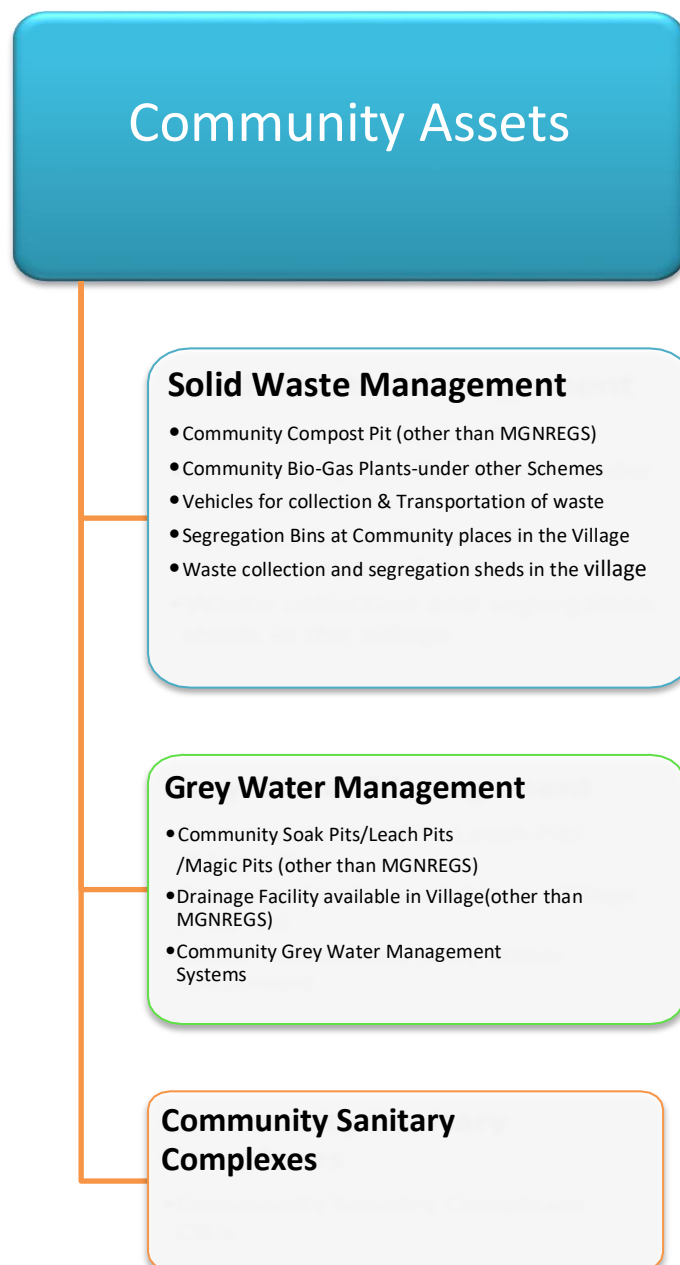 Community Assets
Solid Waste Management
•Community Compost Pit (other than MGNREGS)
•Community Bio-Gas Plants-under other Schemes
•Vehicles for collection & Transportation of waste
•Segregation Bins at Community places in the Village
•Waste collection and segregation sheds in the village
Grey Water Management
•Community Soak Pits/Leach Pits
/Magic Pits (other than MGNREGS)
•Drainage Facility available in Village(other than
MGNREGS)
•Community Grey Water Management
Systems
Community Sanitary
Complexes